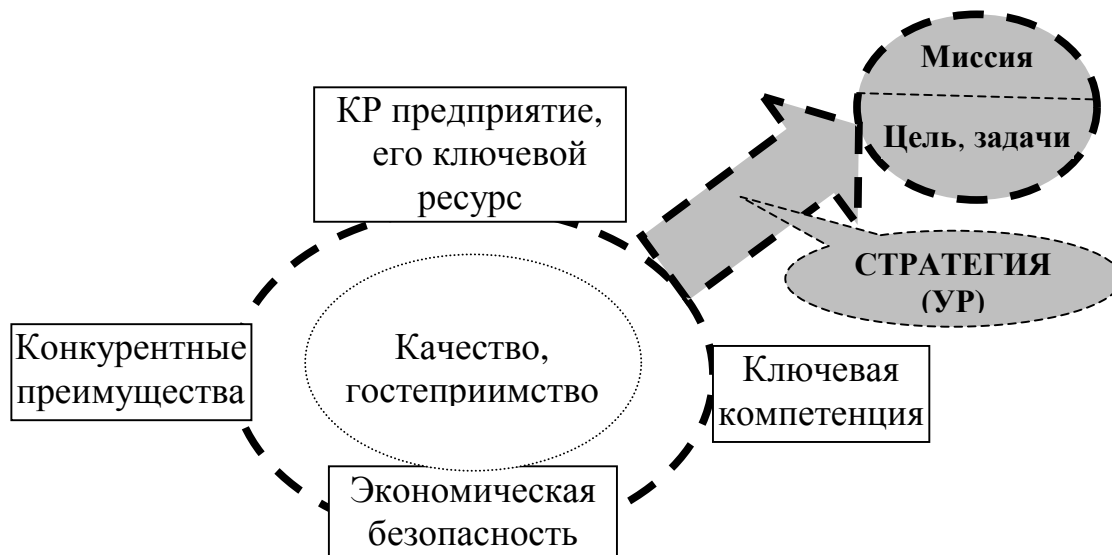 Миссия
Цель, задачи
КР предприятие,
его ключевой
ресурс
СТРАТЕГИЯ
(УР)
Конкурентные
преимущества
Качество,
гостеприимство
Ключевая
компетенция
Экономическая
безопасность